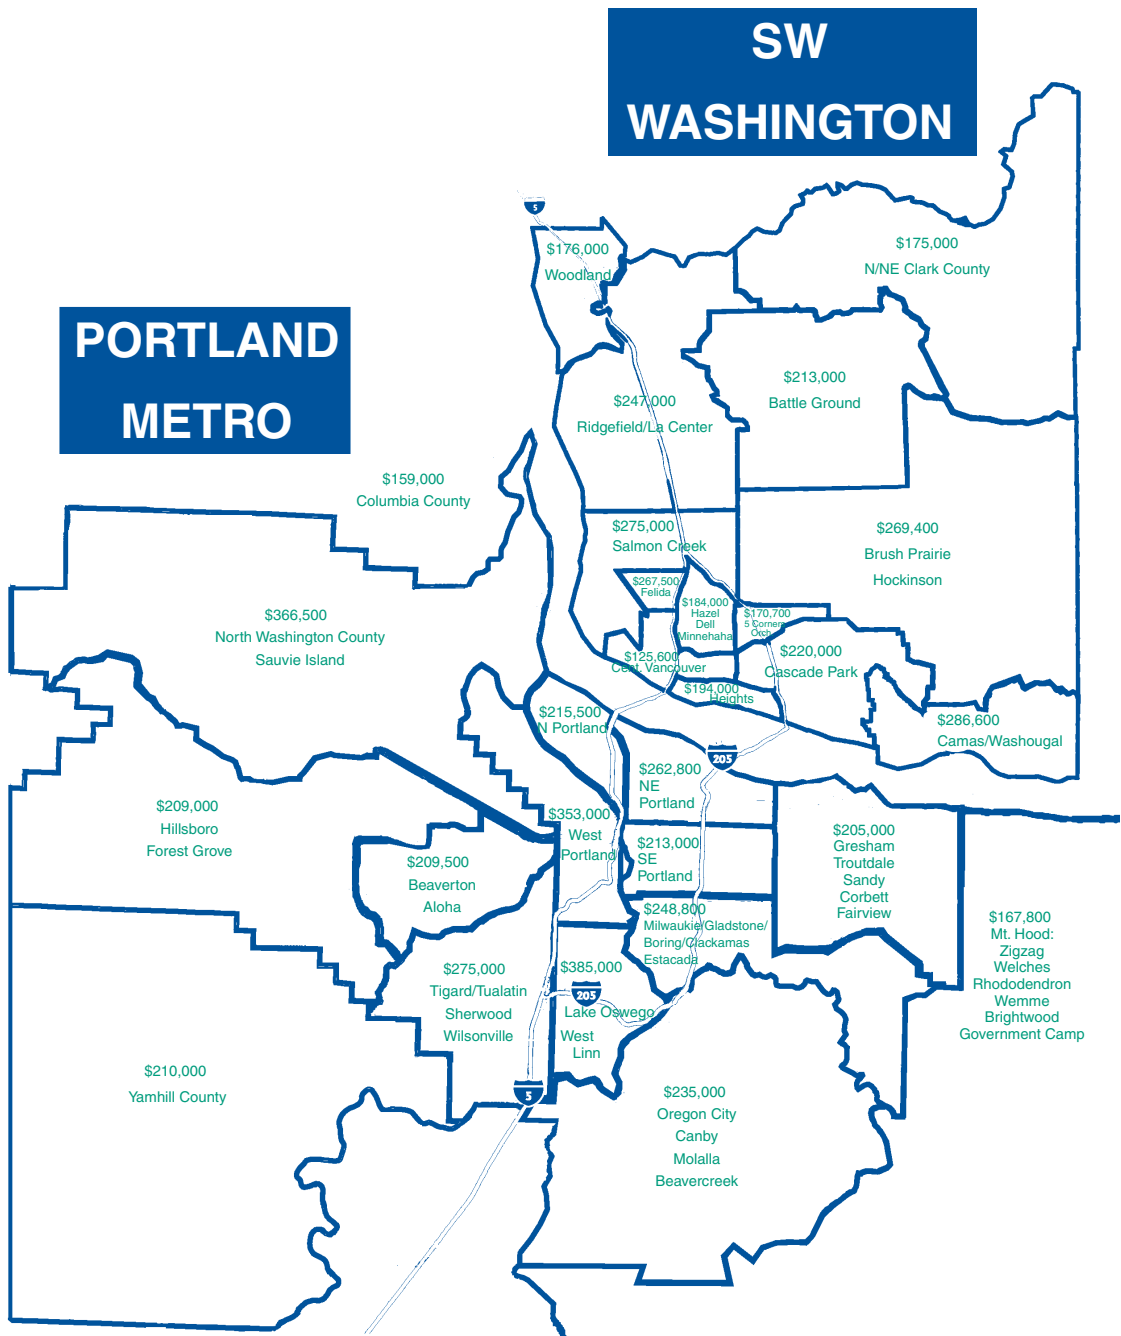 SW
WASHINGTON
5
$176,000
Woodland
$175,000
N/NE Clark County
PORTLAND
METRO
$213,000
Battle Ground
$247,000
Ridgefield/La Center
$159,000
Columbia County
$275,000
Salmon Creek
$269,400
Brush Prairie
Hockinson
$267,500
Felida
$184,000
Hazel
Dell
Minnehaha
$170,700
5 Corners
Orch
$366,500
North Washington County
Sauvie Island
$125,600
Cent. Vancouver
$220,000
Cascade Park
$194,000
Heights
$215,500
N Portland
$286,600
Camas/Washougal
205
$262,800
NE
Portland
$209,000
Hillsboro
Forest Grove
$353,000
West
Portland
$213,000
SE
Portland
$205,000
Gresham
Troutdale
Sandy
Corbett
Fairview
$209,500
Beaverton
Aloha
$248,800
Milwaukie/Gladstone/
Boring/Clackamas
Estacada
$167,800
Mt. Hood:
Zigzag
Welches
Rhododendron
Wemme
Brightwood
Government Camp
$275,000
Tigard/Tualatin
Sherwood
Wilsonville
$385,000
205
Lake Oswego
West
Linn
$210,000
Yamhill County
5
$235,000
Oregon City
Canby
Molalla
Beavercreek